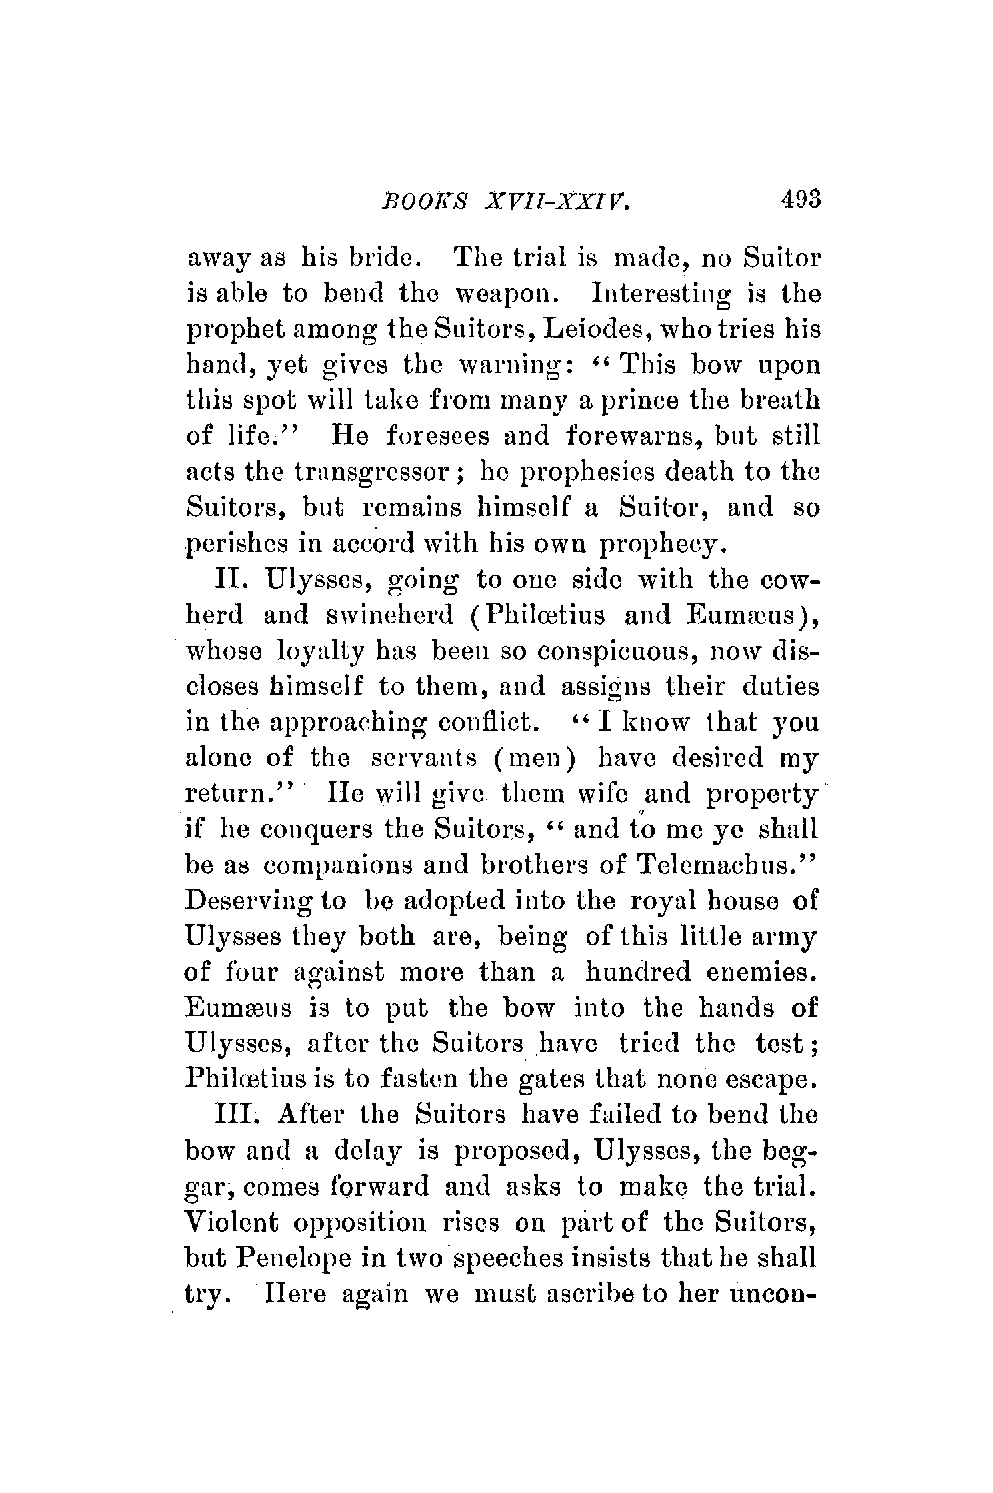 BOOKS XVII-XXIV. 493
away as his bride. The trial is made, no Suitor
is able to bend the weapon. Interesting is the
prophet among the Suitors, Leiodes, who tries his
hand, yet gives the warning: “ This bow upon
this spot will take from many a prince the breath
of life.” He foresees and forewarns, but still
acts the transgressor; he prophesies death to the
Suitors, but remains himself a Suitor, and so
perishes in accord with his own prophecy.
II. Ulysses, going to one side with the cow-
herd and swineherd (Philœtius and Eumæus),
whose loyalty has been so conspicuous, now dis-
closes himself to them, and assigns their duties
in the approaching conflict. “ I know that you
alone of the servants (men) have desired my
return.” He will give them wife and property
if he conquers the Suitors, “ and to me ye shall
be as companions and brothers of Telemachus.”
Deserving to be adopted into the royal house of
Ulysses they both are, being of this little army
of four against more than a hundred enemies.
Eumæus is to put the bow into the hands of
Ulysses, after the Suitors have tried the test;
Philœtius is to fasten the gates that none escape.
III. After the Suitors have failed to bend the
bow and a delay is proposed, Ulysses, the beg-
gar, comes forward and asks to make the trial.
Violent opposition rises on part of the Suitors,
but Penelope in two speeches insists that he shall
try. Here again we must ascribe to her uncon-